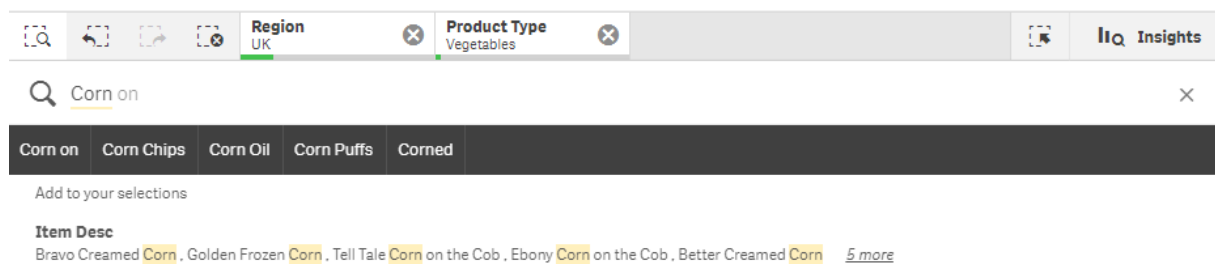 Region
UK
Product Type
Vegetables
Insights
Corn on
Corn on Corn Chips Corn Oil Corn Puffs Corned
Add to your selections
Item Desc
Bravo Creamed Corn , Golden Frozen Corn , Tell Tale Corn on the Cob , Ebony Corn on the Cob , Better Creamed Corn 5 more